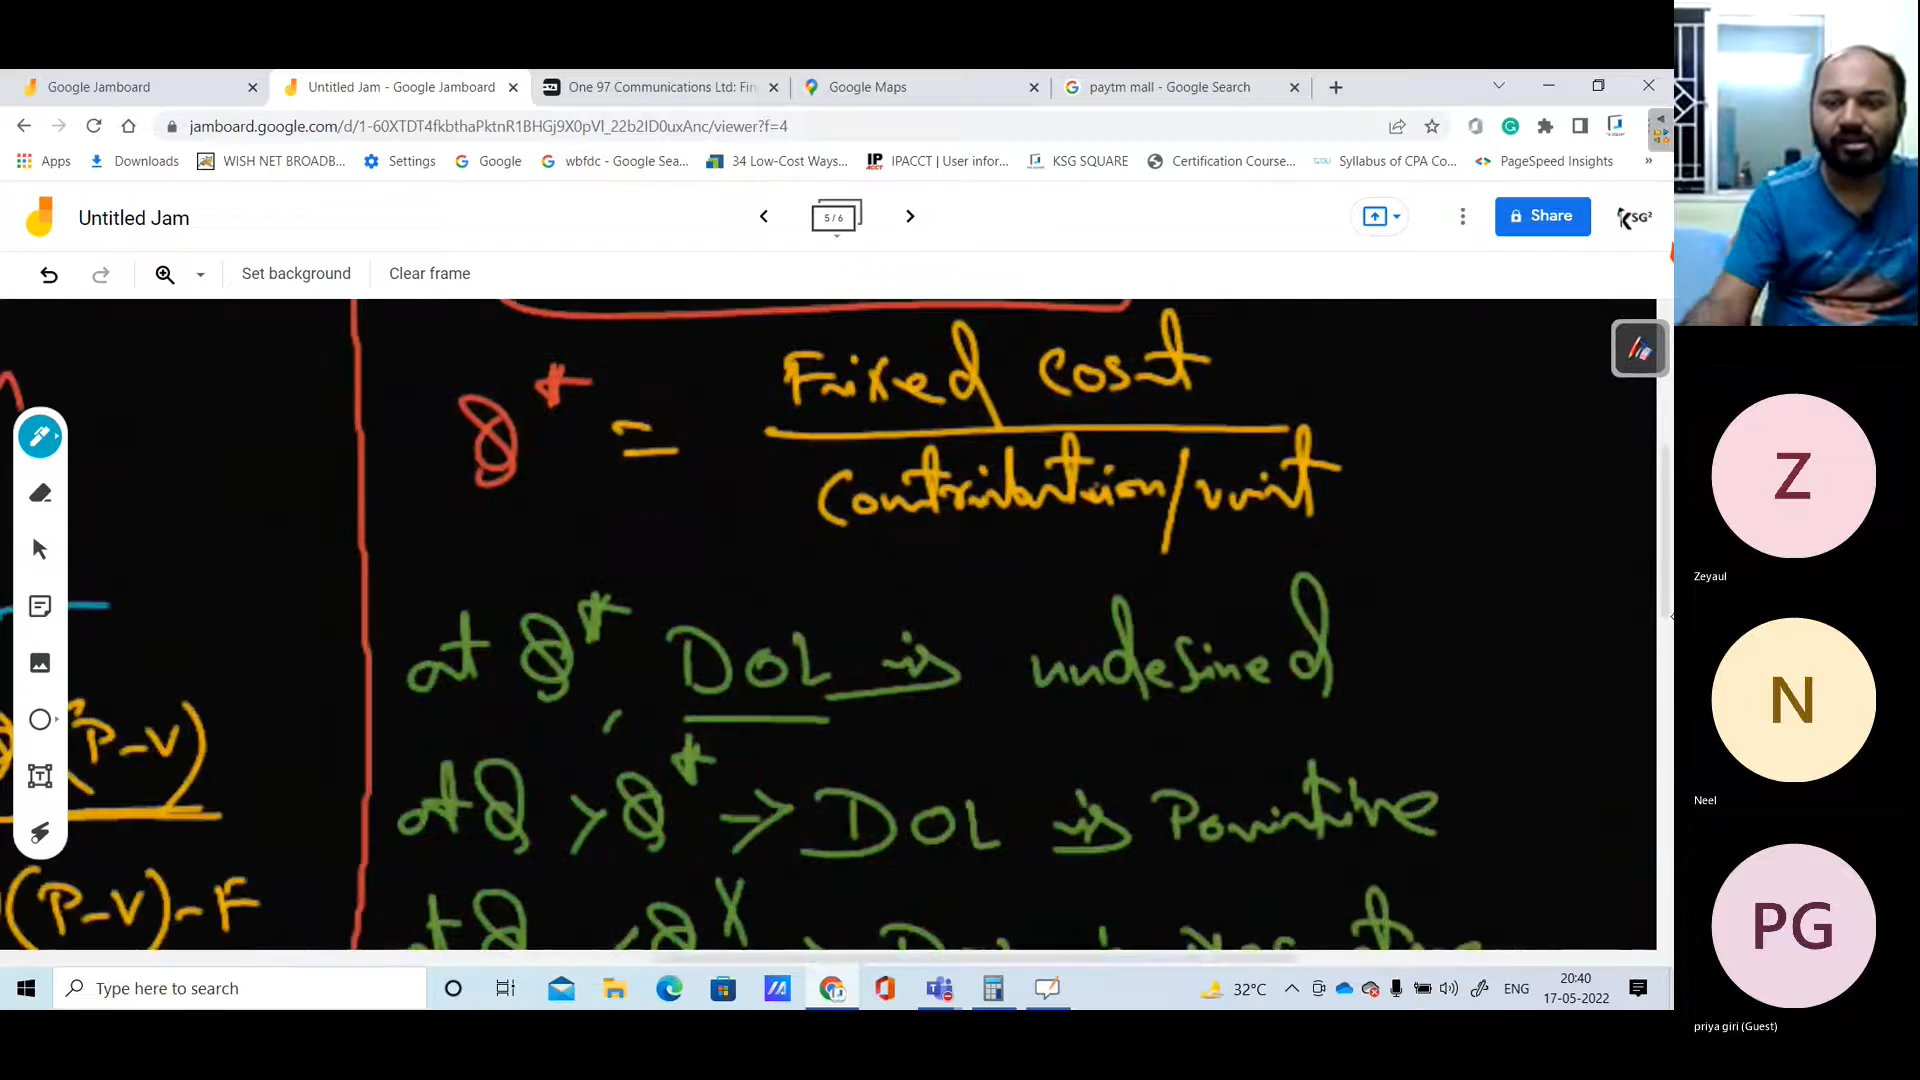 Google Jamboard
Untitled Jam - Google Jamboard
One 97 Communications Ltd: Fin
Google Maps
paytm mall - Google Search
jamboard.google.com/d/1-60XTDT4fkbthaPktnR1BHGj9X0pVl_22b2ID0uxAnc/viewer?f=4
Apps
Downloads
WISH NET BROADB...
Settings
Google
wbfdc - Google Sea...
34 Low-Cost Ways...
IPACCT | User infor...
KSG SQUARE
Certification Course...
Syllabus of CPA Co...
PageSpeed Insights
»
Untitled Jam
5 / 6
Share
KSG²
Set background
Clear frame
Fixed Cost
Q* =
Contribution/unit
at Q*, DOL is undefined
at Q > Q* -> DOL is Positive
at Q < Q*
(P-V)
(P-V)-F
Z
Zeyaul
N
Neel
PG
priya giri (Guest)
Type here to search
32°C
ENG
20:40
17-05-2022